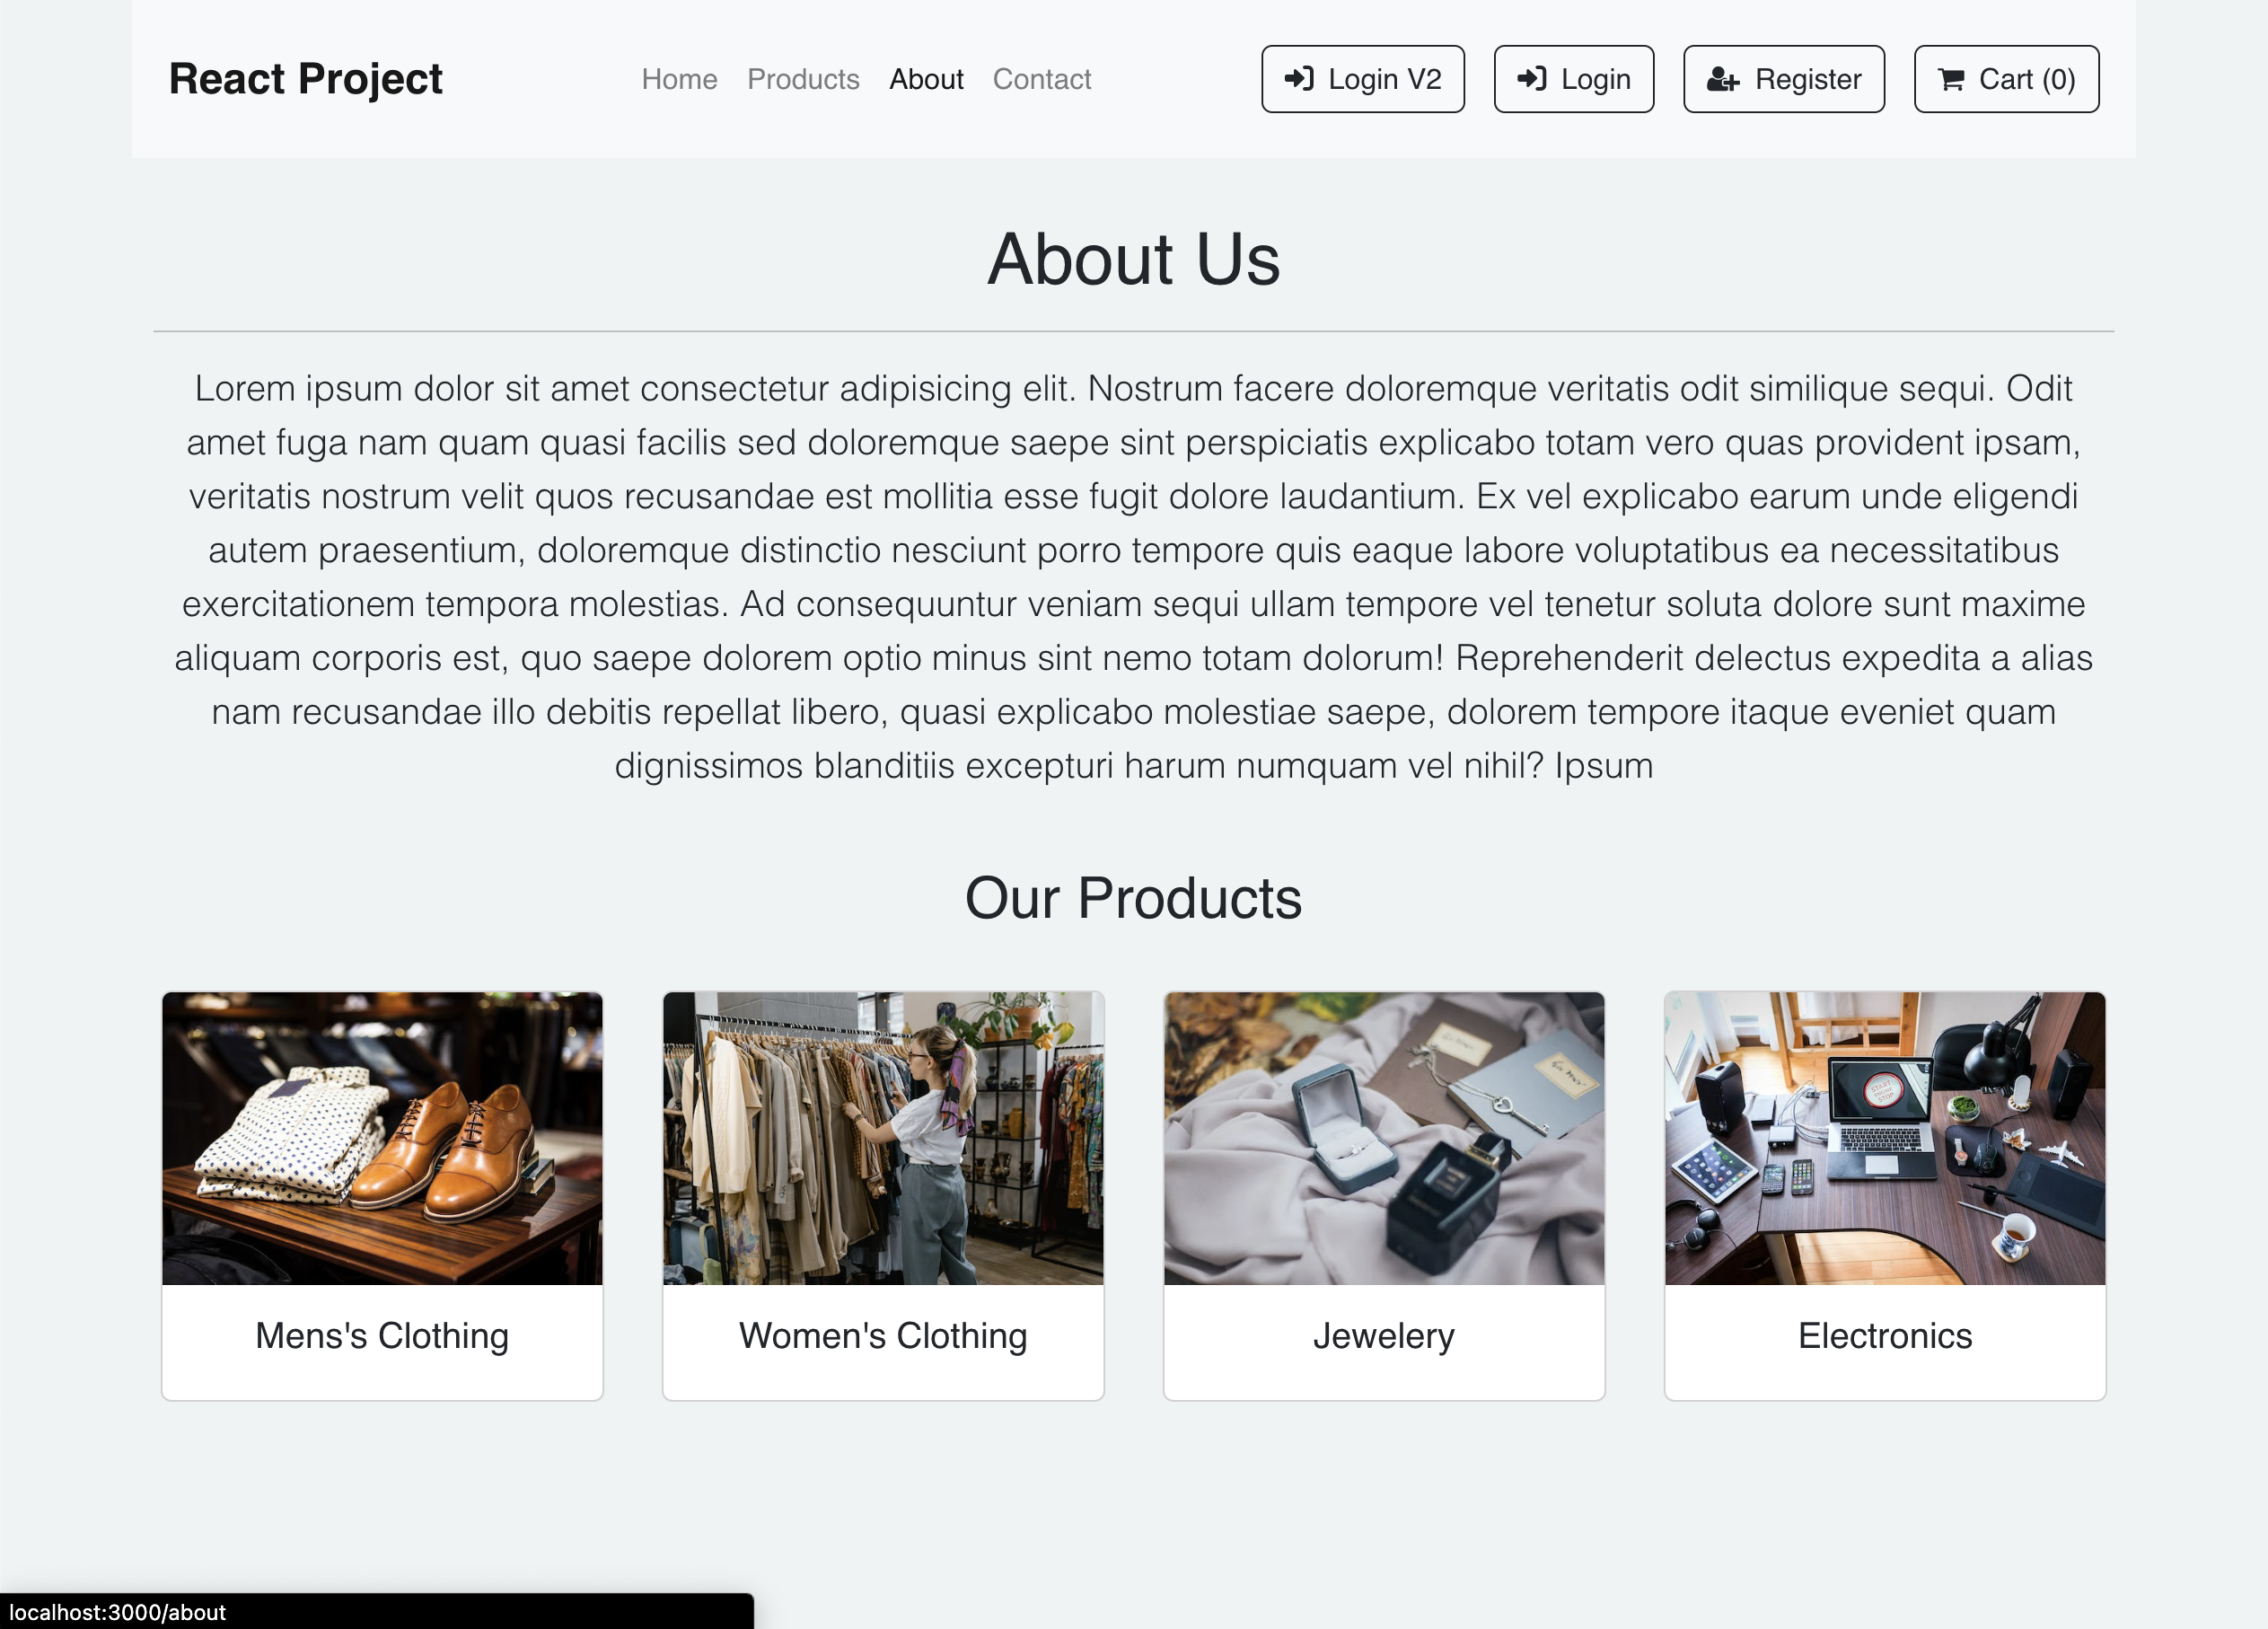 React Project
Home Products About Contact
Login V2
Login
Register
Cart (0)
About Us
Lorem ipsum dolor sit amet consectetur adipisicing elit. Nostrum facere doloremque veritatis odit similique sequi. Odit
amet fuga nam quam quasi facilis sed doloremque saepe sint perspiciatis explicabo totam vero quas provident ipsam,
veritatis nostrum velit quos recusandae est mollitia esse fugit dolore laudantium. Ex vel explicabo earum unde eligendi
autem praesentium, doloremque distinctio nesciunt porro tempore quis eaque labore voluptatibus ea necessitatibus
exercitationem tempora molestias. Ad consequuntur veniam sequi ullam tempore vel tenetur soluta dolore sunt maxime
aliquam corporis est, quo saepe dolorem optio minus sint nemo totam dolorum! Reprehenderit delectus expedita a alias
nam recusandae illo debitis repellat libero, quasi explicabo molestiae saepe, dolorem tempore itaque eveniet quam
dignissimos blanditiis excepturi harum numquam vel nihil? Ipsum
Our Products
Mens's Clothing
Women's Clothing
Jewelery
Electronics
localhost:3000/about